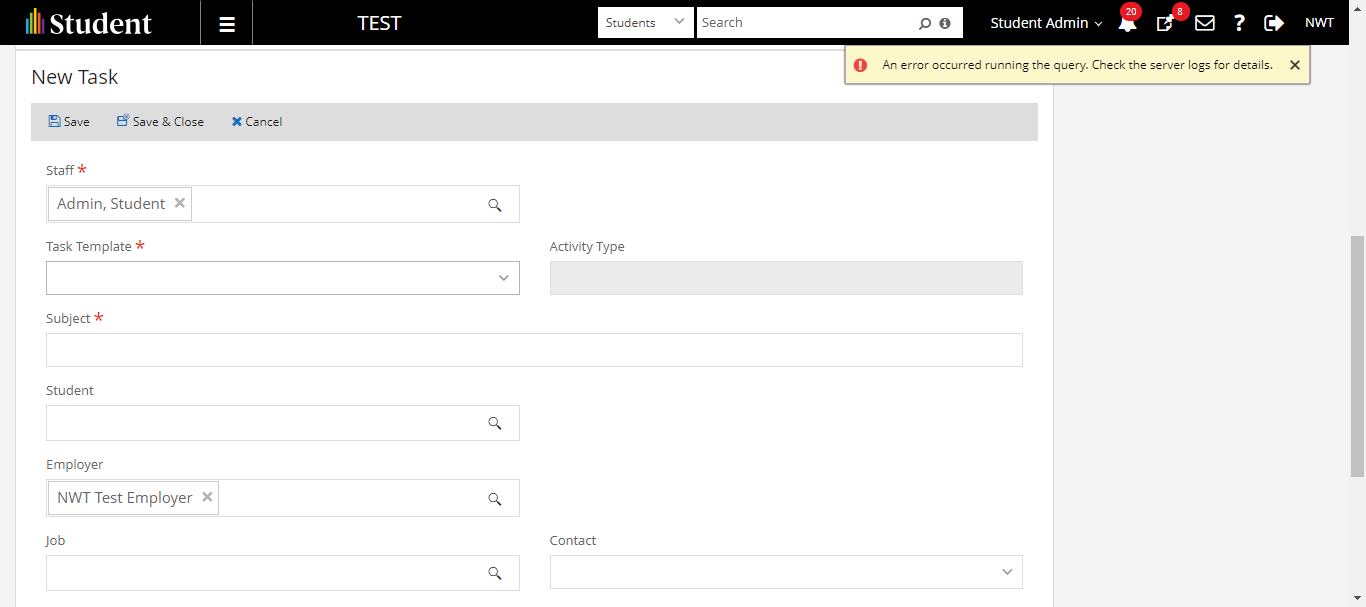 Student
TEST
Students
Search
Student Admin
20
8
?
NWT
An error occurred running the query. Check the server logs for details.
New Task
Save
Save & Close
Cancel
Staff *
Admin, Student
Task Template *
Activity Type
Subject *
Student
Employer
NWT Test Employer
Job
Contact